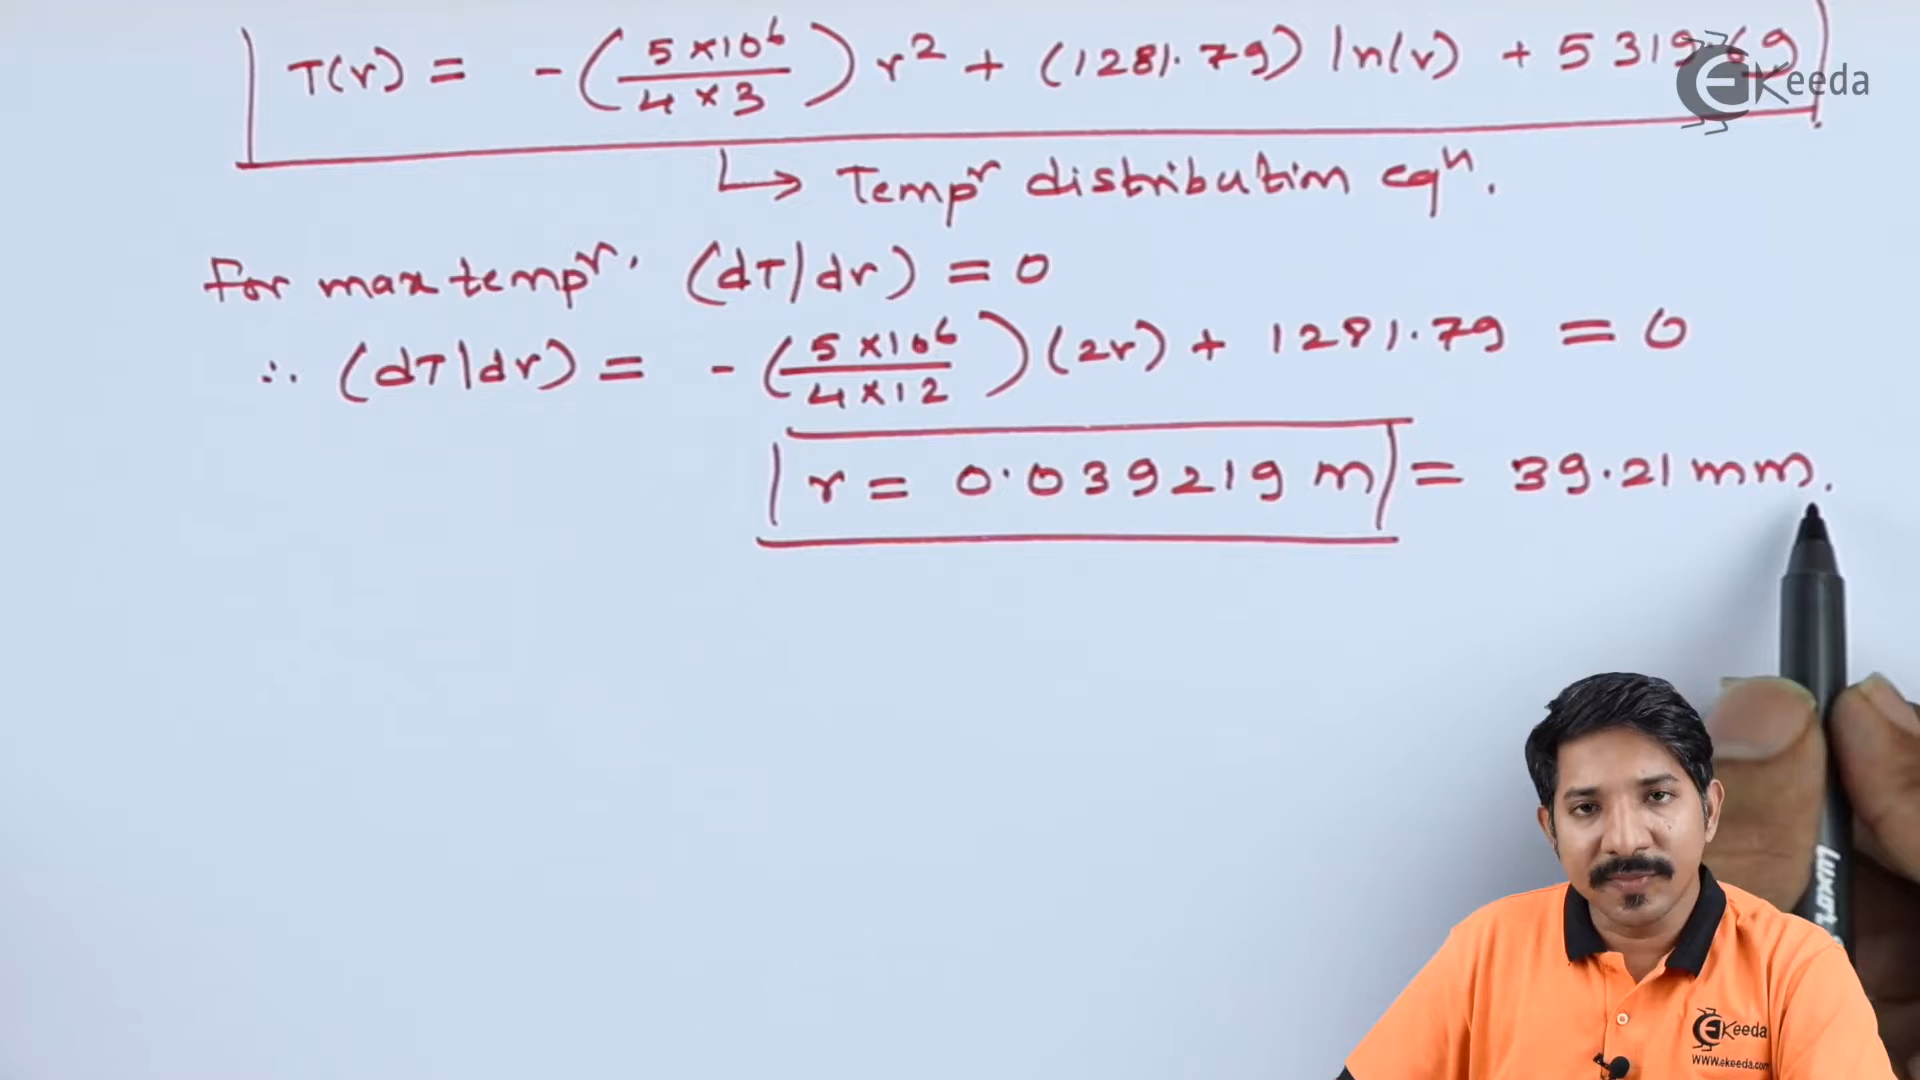 T(r) = - (5×10⁶ / 4×3) r² + (1281.79) ln(r) + 5319.69
EKeeda
↳ Tempʳ distribution eqⁿ.
for max tempʳ. (dT/dr) = 0
∴ (dT/dr) = - (5×10⁶ / 4×12) (2r) + 1281.79 = 0
r = 0.039219 m = 39.21 mm.
Luxor
EKeeda
www.ekeeda.com